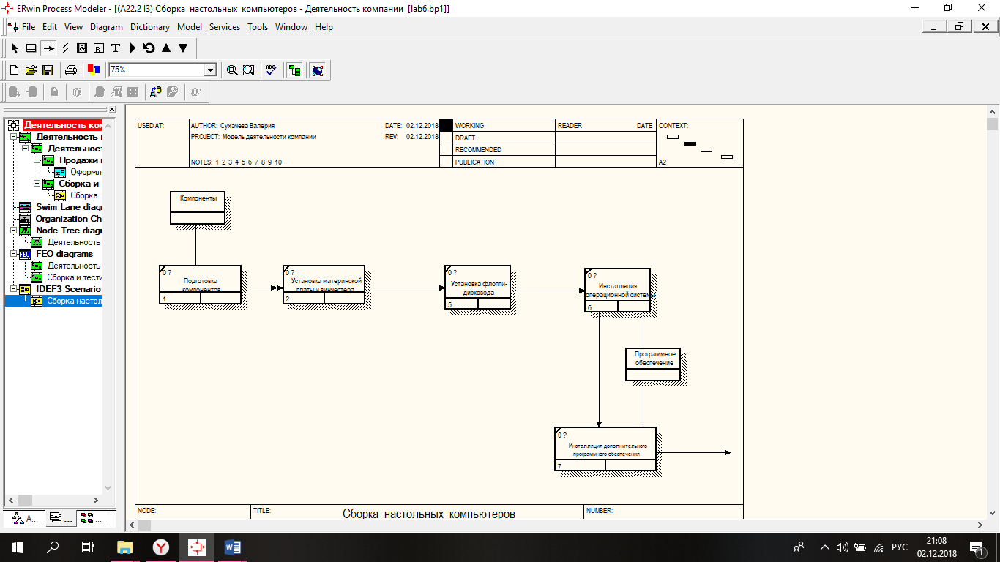 ERwin Process Modeler - [(A22.2 I3) Сборка настольных компьютеров - Деятельность компании [lab6.bp1]]
File Edit View Diagram Dictionary Model Services Tools Window Help
75%
ABC
Деятельность ком
Деятельность к
Деятельност
Продажи и
Оформл
Сборка и
Сборка
Swim Lane diagr
Organization Ch
Node Tree diagr
Деятельность
FEO diagrams
Деятельность
Сборка и тести
IDEF3 Scenario
Сборка настол
A... ... ...
USED AT:
AUTHOR: Сухачева Валерия
DATE: 02.12.2018
PROJECT: Модель деятельности компании
REV: 02.12.2018
NOTES: 1 2 3 4 5 6 7 8 9 10
WORKING
DRAFT
RECOMMENDED
PUBLICATION
READER DATE
CONTEXT:
A2
Компоненты
0 ?
Подготовка
компонентов
1
0 ?
Установка материнской
платы и винчестера
2
0 ?
Установка флоппи-
дисковода
5
0 ?
Инсталляция
операционной системы
6
Программное
обеспечение
0 ?
Инсталляция дополнительного
программного обеспечения
7
NODE:
TITLE:
Сборка настольных компьютеров
NUMBER:
РУС
21:08
02.12.2018
1